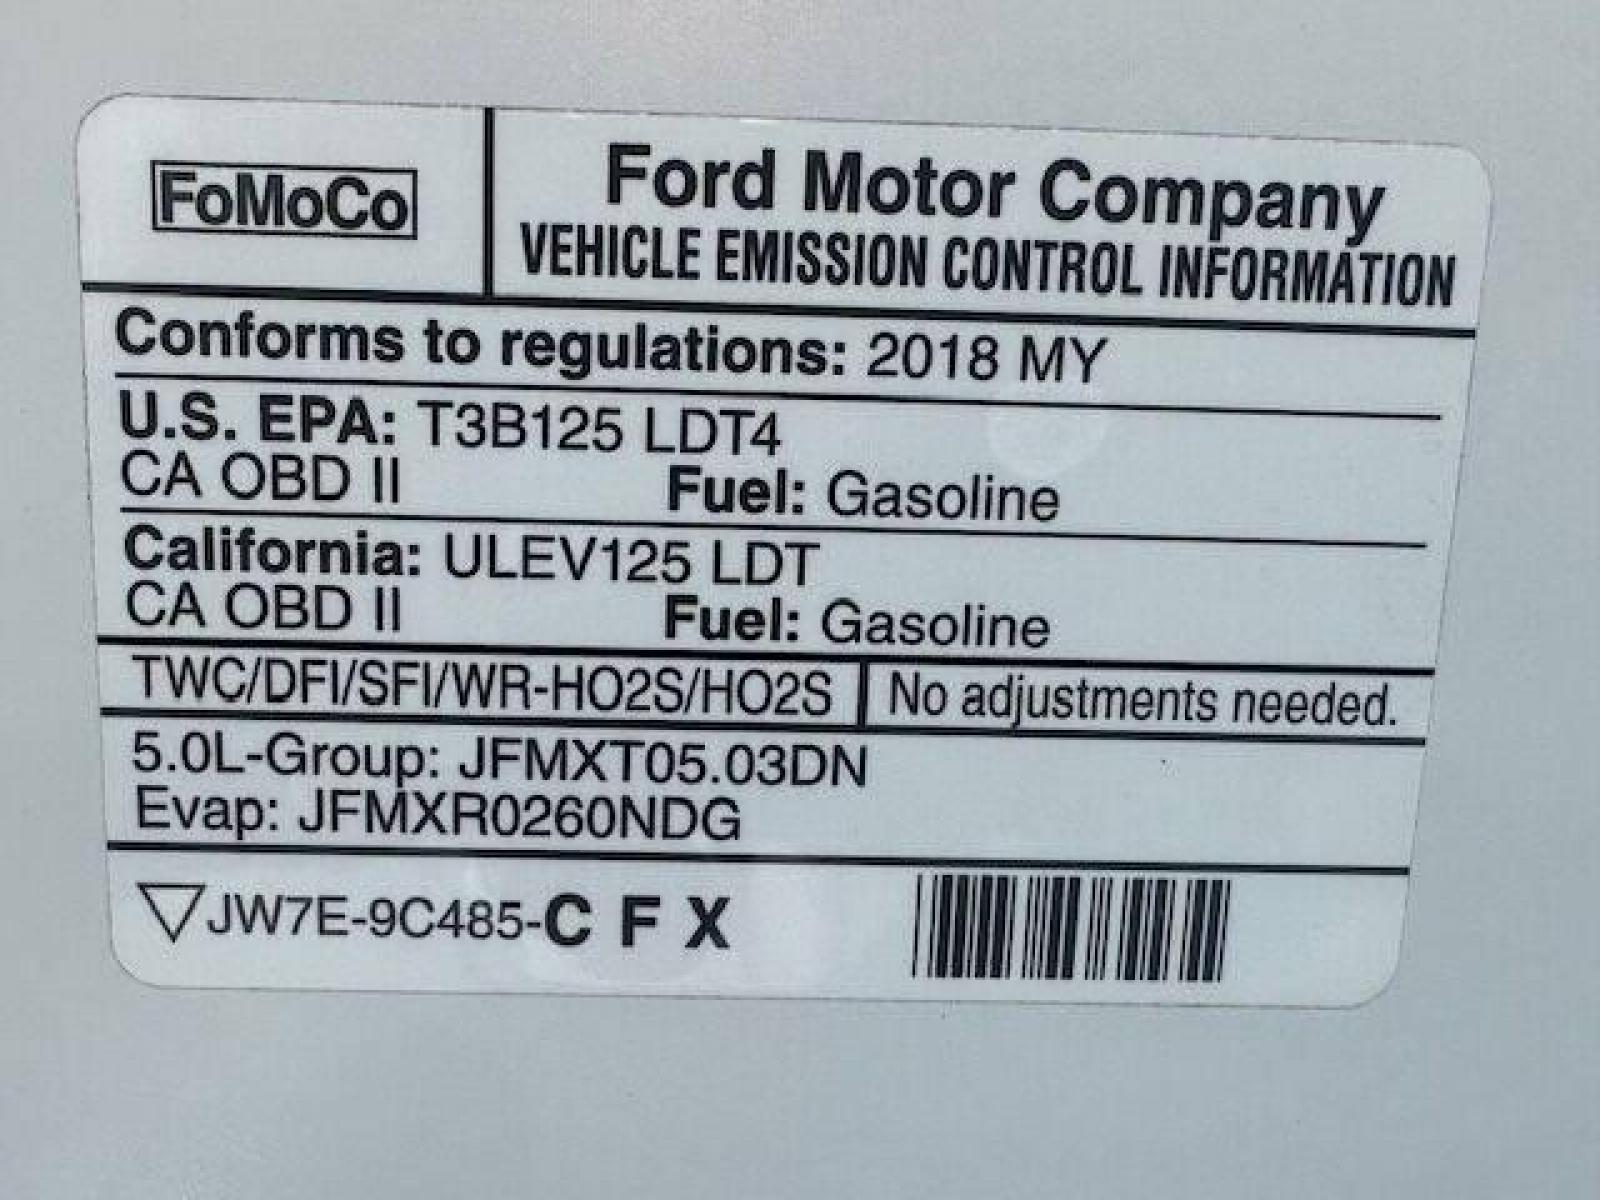 FoMoCo
Ford Motor Company
VEHICLE EMISSION CONTROL INFORMATION
Conforms to regulations: 2018 MY
U.S. EPA: T3B125 LDT4
CA OBD II Fuel: Gasoline
California: ULEV125 LDT
CA OBD II Fuel: Gasoline
TWC/DFI/SFI/WR-HO2S/HO2S No adjustments needed.
5.0L-Group: JFMXT05.03DN
Evap: JFMXR0260NDG
JW7E-9C485-C F X